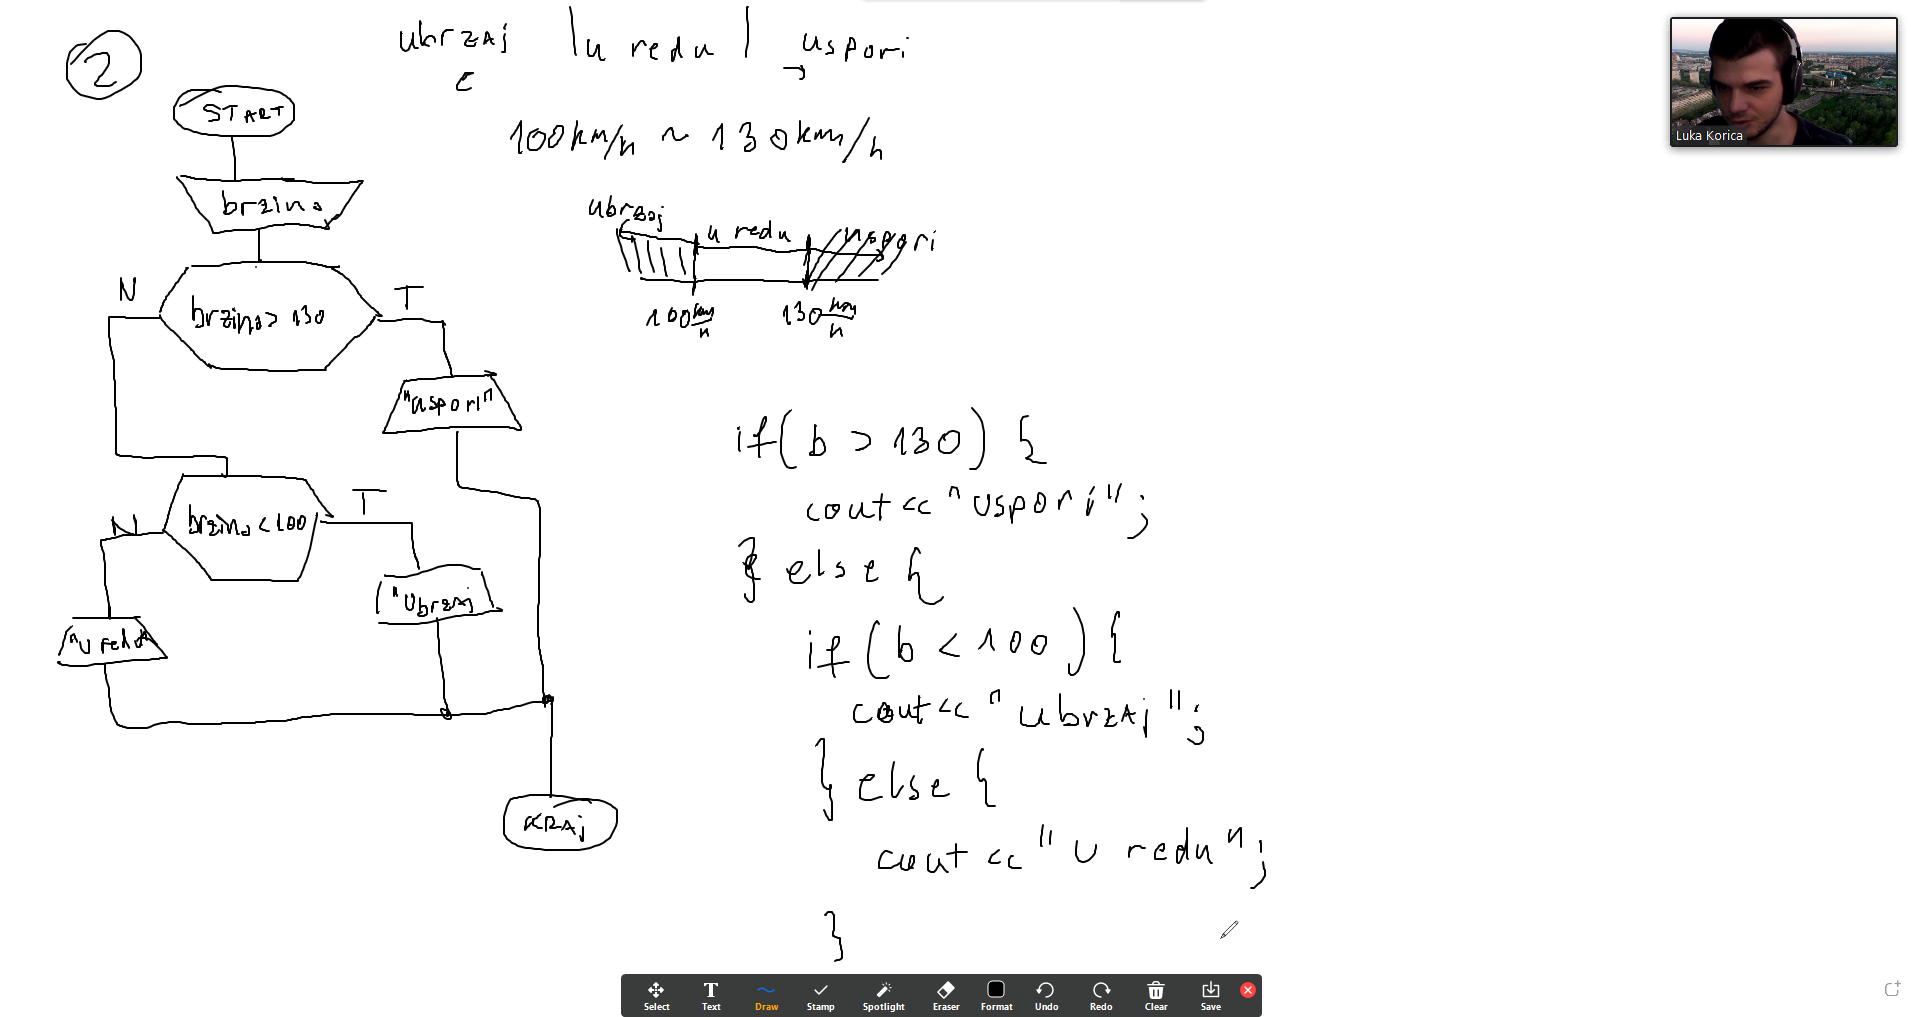 2
ubrzaj | u redu | uspori
100km/h ~ 130km/h
START
brzina
brzina > 130
N
T
"uspori"
brzina < 100
N
T
"Ubrzaj
"U redu"
KRAj
ubrzaj
u redu
uspori
100 km/h
130 km/h
if(b > 130) {
cout << "Uspori";
} else {
if(b < 100) {
cout << "ubrzaj";
} else {
cout << "U redu";
}
Luka Korica
Select Text Draw Stamp Spotlight Eraser Format Undo Redo Clear Save